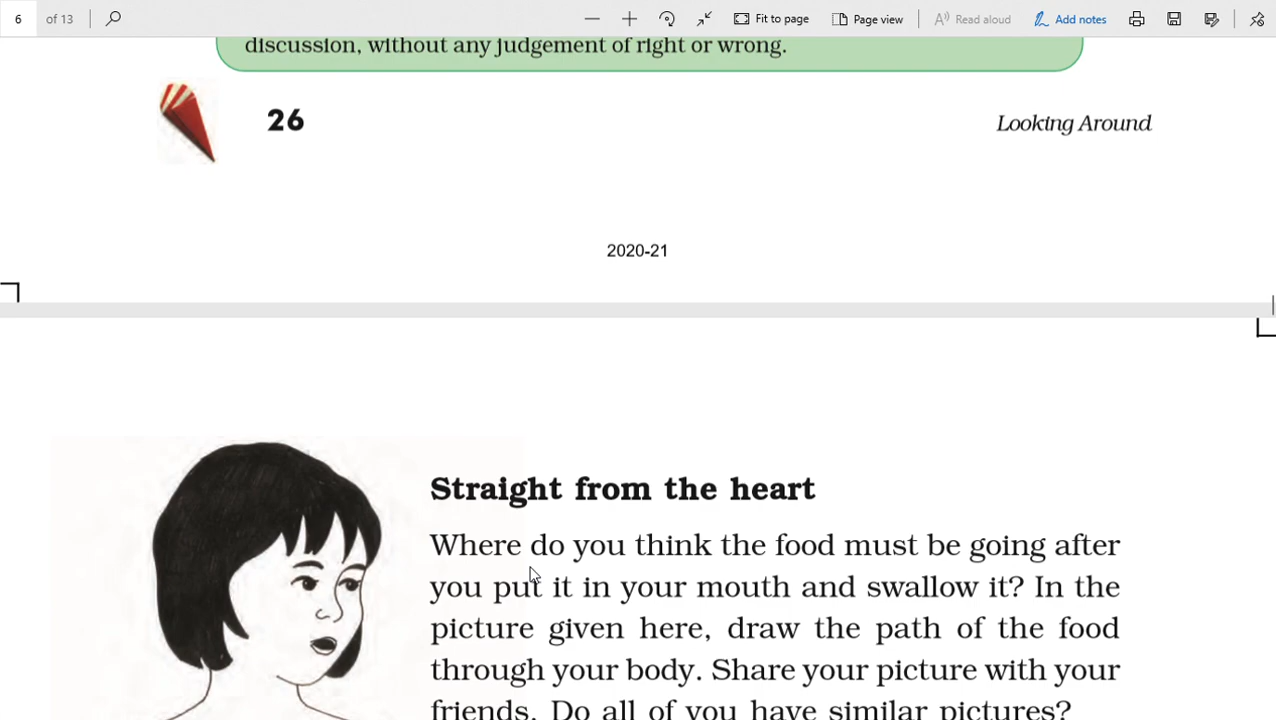 6 of 13 Fit to page Page view Read aloud Add notes
discussion, without any judgement of right or wrong.
26 Looking Around
2020-21
Straight from the heart
Where do you think the food must be going after
you put it in your mouth and swallow it? In the
picture given here, draw the path of the food
through your body. Share your picture with your
friends. Do all of you have similar pictures?